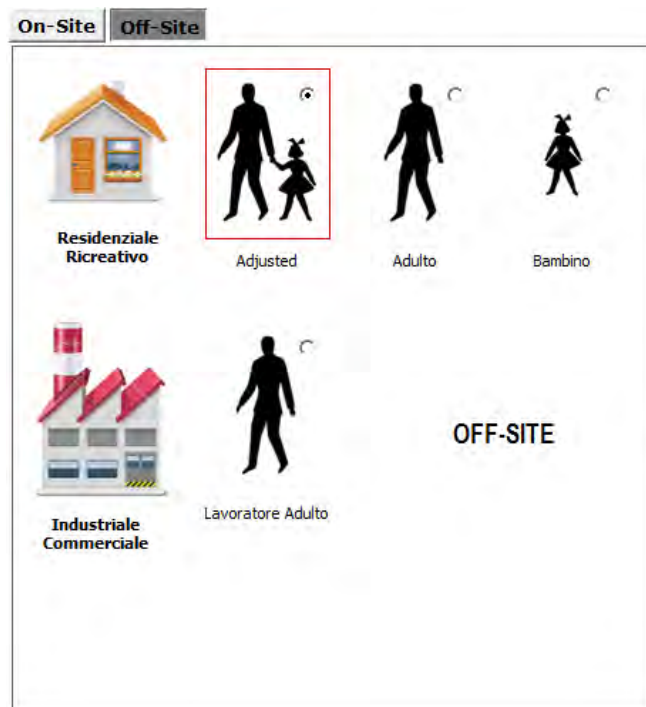 On-Site Off-Site
Residenziale
Ricreativo
Adjusted
Adulto
Bambino
OFF-SITE
Lavoratore Adulto
Industriale
Commerciale